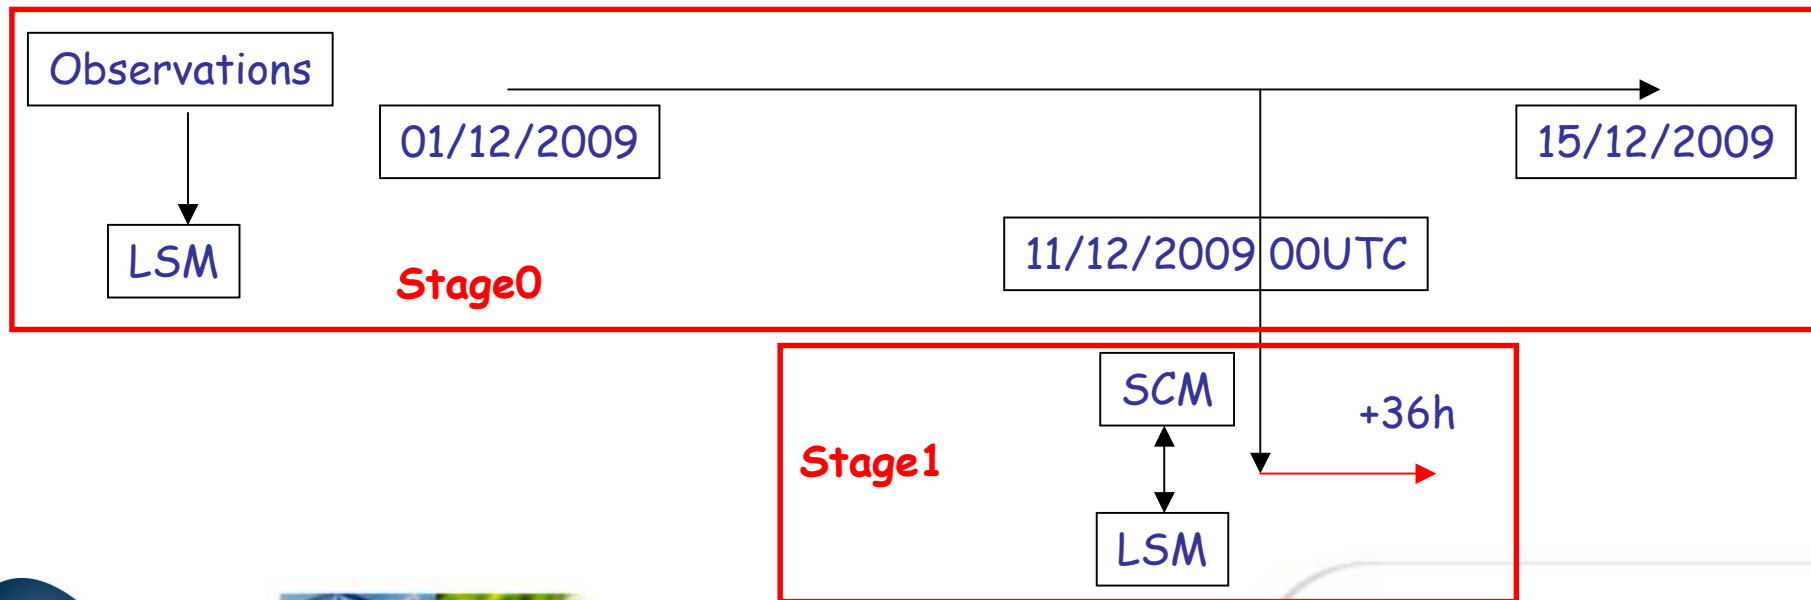 Observations
01/12/2009
15/12/2009
LSM
11/12/2009 00UTC
Stage0
SCM
+36h
Stage1
LSM